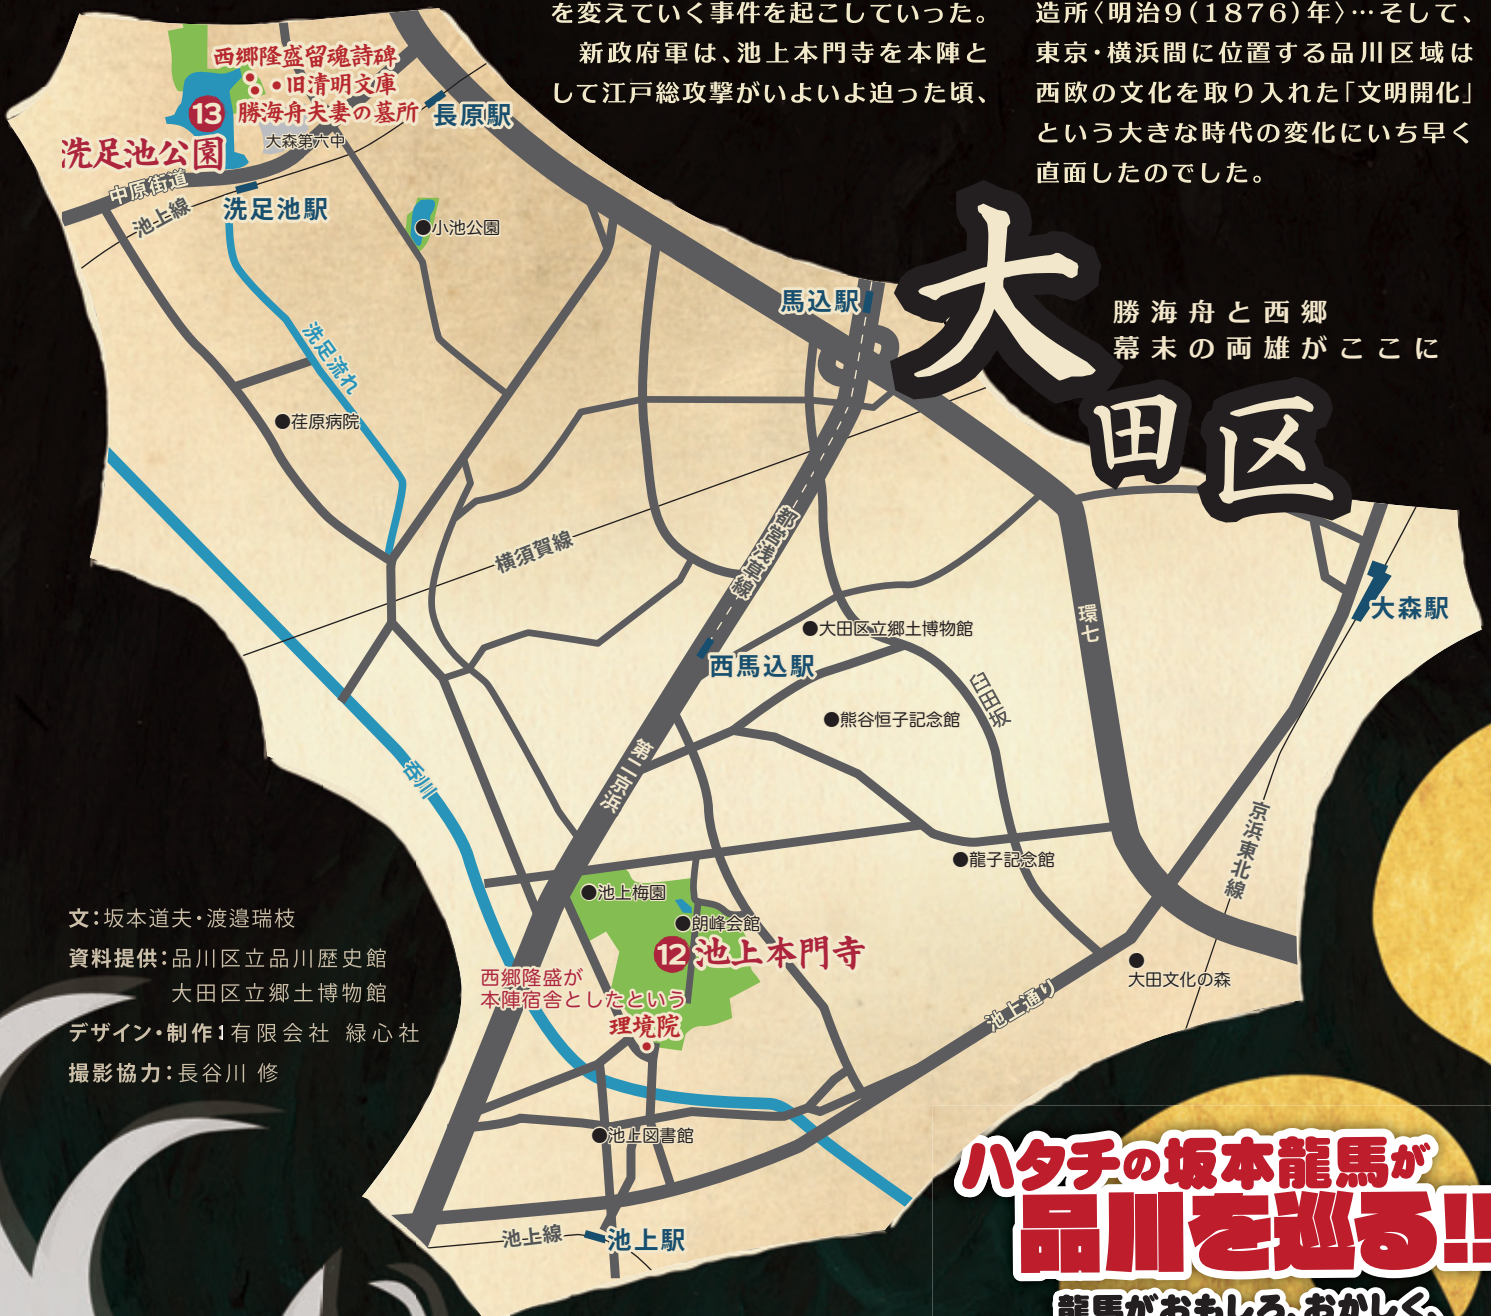 を変えていく事件を起こしていった。
新政府軍は、池上本門寺を本陣と
して江戸総攻撃がいよいよ迫った頃、
造所〈明治9(1876)年〉…そして、
東京・横浜間に位置する品川区域は
西欧の文化を取り入れた「文明開化」
という大きな時代の変化にいち早く
直面したのでした。
大田区
勝海舟と西郷
幕末の両雄がここに
西郷隆盛留魂詩碑
旧清明文庫
13
勝海舟夫妻の墓所
長原駅
大森第六中
洗足池公園
中原街道
池上線
洗足池駅
小池公園
馬込駅
洗足流れ
荏原病院
都営浅草線
横須賀線
環七
大森駅
大田区立郷土博物館
西馬込駅
臼田坂
熊谷恒子記念館
第二京浜
呑川
京浜東北線
龍子記念館
池上梅園
朗峰会館
12 池上本門寺
西郷隆盛が
本陣宿舎としたという
理境院
大田文化の森
池上通り
池上図書館
池上線
池上駅
文:坂本道夫・渡邉瑞枝
資料提供:品川区立品川歴史館
大田区立郷土博物館
デザイン・制作:有限会社 緑心社
撮影協力:長谷川 修
ハタチの坂本龍馬が
品川を巡る!!
龍馬がおもしろ、おかしく、